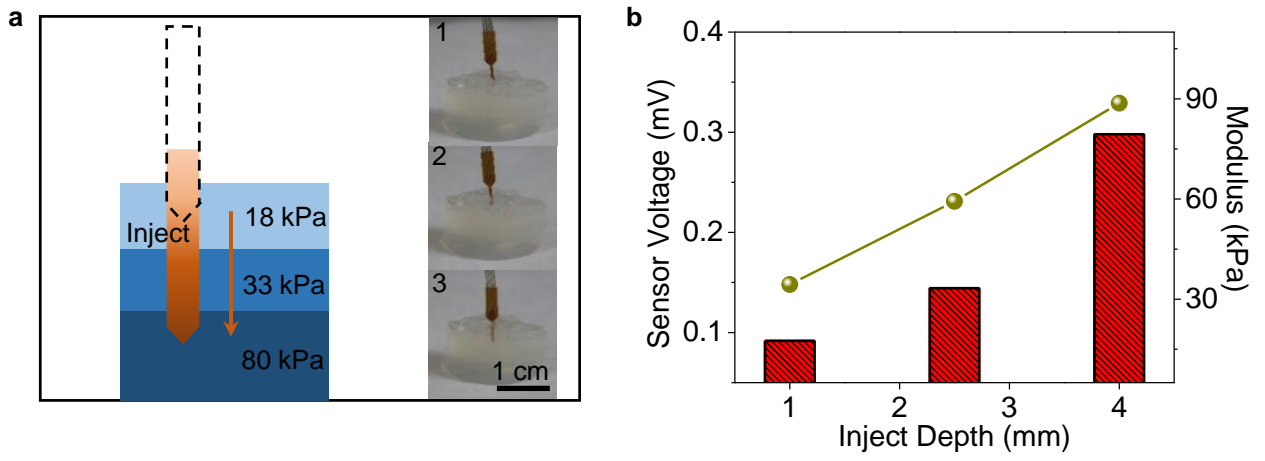 a
Inject
18 kPa
33 kPa
80 kPa
1
2
3
1 cm
b
Sensor Voltage (mV)
0.4
0.3
0.2
0.1
90
60
30
Modulus (kPa)
1 2 3 4
Inject Depth (mm)